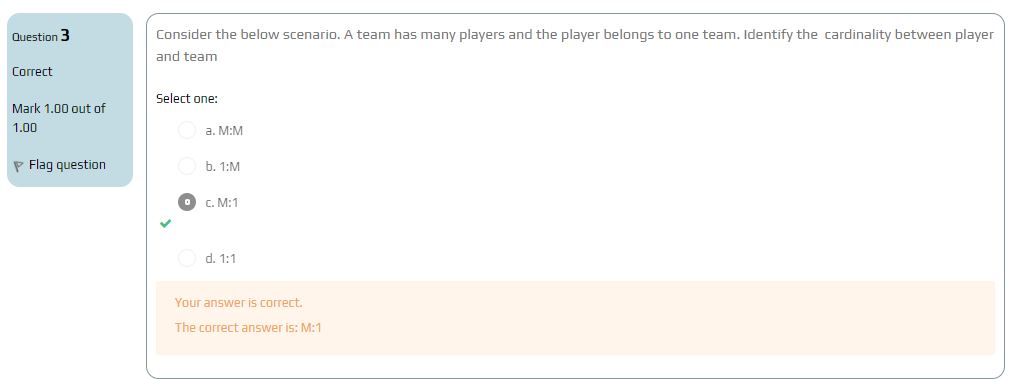 Question 3
Correct
Mark 1.00 out of
1.00
Flag question
Consider the below scenario. A team has many players and the player belongs to one team. Identify the  cardinality between player
and team
Select one:
a. M:M
b. 1:M
c. M:1
d. 1:1
Your answer is correct.
The correct answer is: M:1